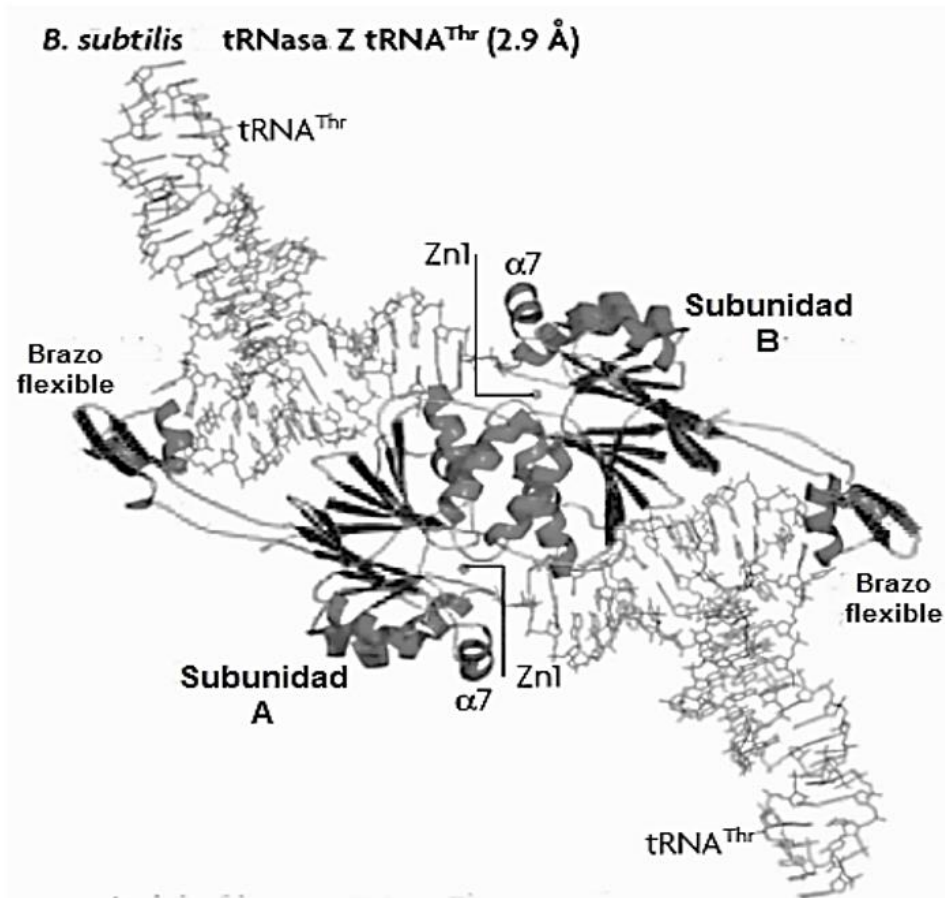 B. subtilis tRNasa Z tRNAᵀʰʳ (2.9 Å)
tRNAᵀʰʳ
Zn1
α7
Subunidad
B
Brazo
flexible
Brazo
flexible
Subunidad
A
α7
Zn1
tRNAᵀʰʳ